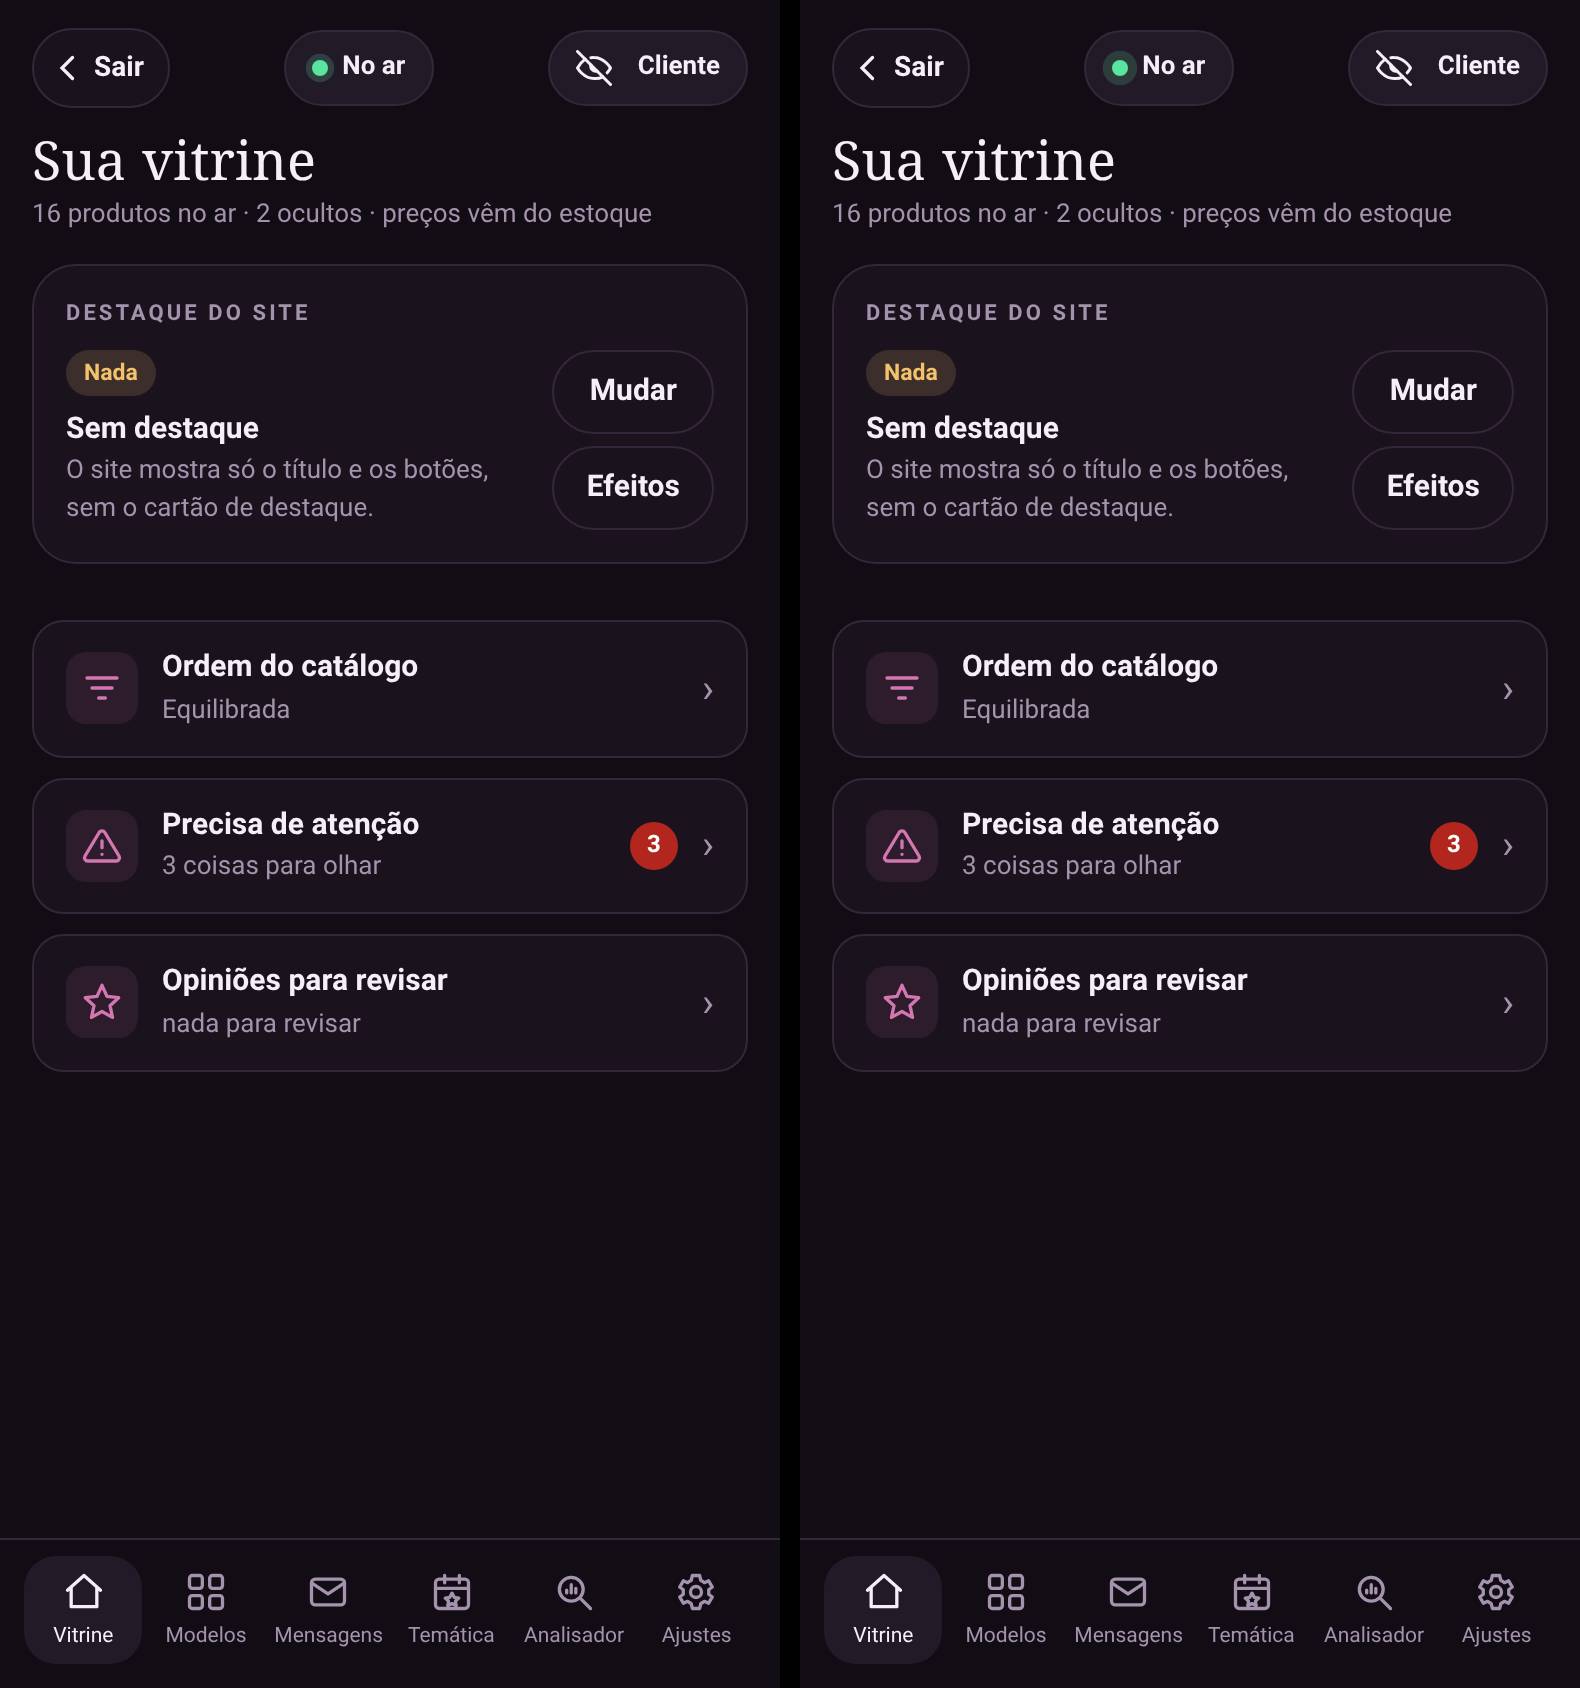 Sair
No ar
Cliente
Sua vitrine
16 produtos no ar · 2 ocultos · preços vêm do estoque
DESTAQUE DO SITE
Nada
Mudar
Sem destaque
O site mostra só o título e os botões,
sem o cartão de destaque.
Efeitos
Ordem do catálogo
Equilibrada
Precisa de atenção
3 coisas para olhar
3
Opiniões para revisar
nada para revisar
Vitrine
Modelos
Mensagens
Temática
Analisador
Ajustes
Sair
No ar
Cliente
Sua vitrine
16 produtos no ar · 2 ocultos · preços vêm do estoque
DESTAQUE DO SITE
Nada
Mudar
Sem destaque
O site mostra só o título e os botões,
sem o cartão de destaque.
Efeitos
Ordem do catálogo
Equilibrada
Precisa de atenção
3 coisas para olhar
3
Opiniões para revisar
nada para revisar
Vitrine
Modelos
Mensagens
Temática
Analisador
Ajustes